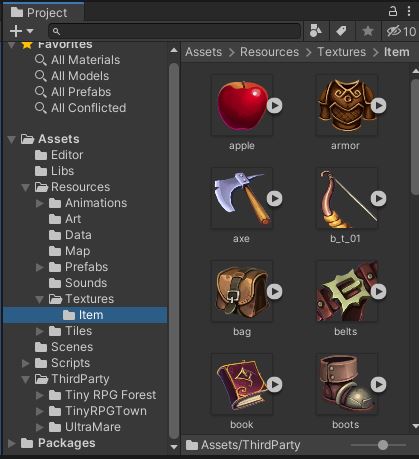 Project
10
Favorites
All Materials
All Models
All Prefabs
All Conflicted
Assets
Editor
Libs
Resources
Animations
Art
Data
Map
Prefabs
Sounds
Textures
Item
Tiles
Scenes
Scripts
ThirdParty
Tiny RPG Forest
TinyRPGTown
UltraMare
Packages
Assets > Resources > Textures > Item
apple armor
axe b_t_01
bag belts
book boots
Assets/ThirdParty